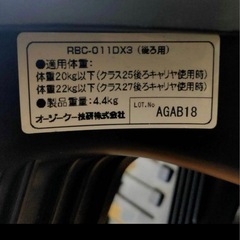 RBC-011DX3 (後ろ用)
●適用体重:
体重20kg以下(クラス25後ろキャリヤ使用時)
体重22kg以下(クラス27後ろキャリヤ使用時)
●製品重量:4.4kg
オージーケー技研株式会社
LOT.No
AGAB18